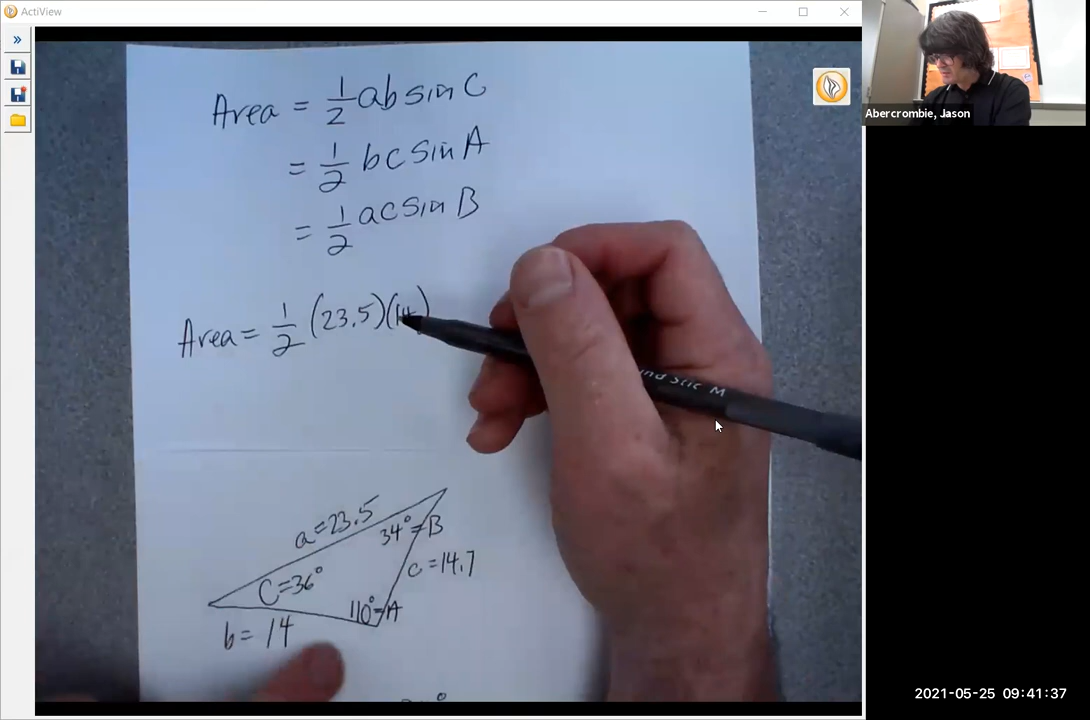 ActiView
Area = 1/2 ab sin C
= 1/2 bc sin A
= 1/2 ac sin B
Area = 1/2 (23.5)(14)
a=23.5
34°=B
C=36°
c=14.7
110°=A
b=14
Abercrombie, Jason
2021-05-25 09:41:37